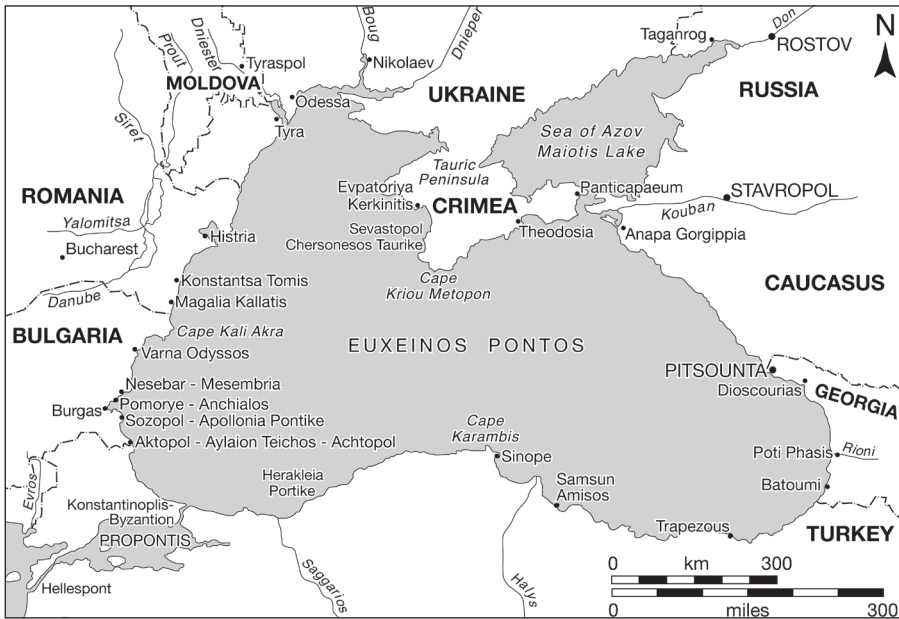 Don
N
Taganrog
ROSTOV
Boug
Dnieper
Dniester
Prout
Tyraspol
Nikolaev
MOLDOVA
UKRAINE
RUSSIA
Odessa
Siret
Tyra
Sea of Azov
Maiotis Lake
Tauric
Peninsula
ROMANIA
Evpatoriya
Kerkinitis
CRIMEA
Panticapaeum
STAVROPOL
Kouban
Yalomitsa
Bucharest
Histria
Sevastopol
Chersonesos Taurike
Theodosia
Anapa Gorgippia
Konstantsa Tomis
Cape
Kriou Metopon
CAUCASUS
Danube
Magalia Kallatis
BULGARIA
Cape Kali Akra
Varna Odyssos
EUXEINOS PONTOS
PITSOUNTA
Dioscourias
GEORGIA
Nesebar - Mesembria
Pomorye - Anchialos
Burgas
Sozopol - Apollonia Pontike
Aktopol - Aylaion Teichos - Achtopol
Cape
Karambis
Sinope
Poti Phasis
Rioni
Evros
Herakleia
Portike
Samsun
Amisos
Batoumi
Konstantinoplis-
Byzantion
PROPONTIS
Trapezous
TURKEY
Hellespont
Saggarios
Halys
0 km 300
0 miles 300